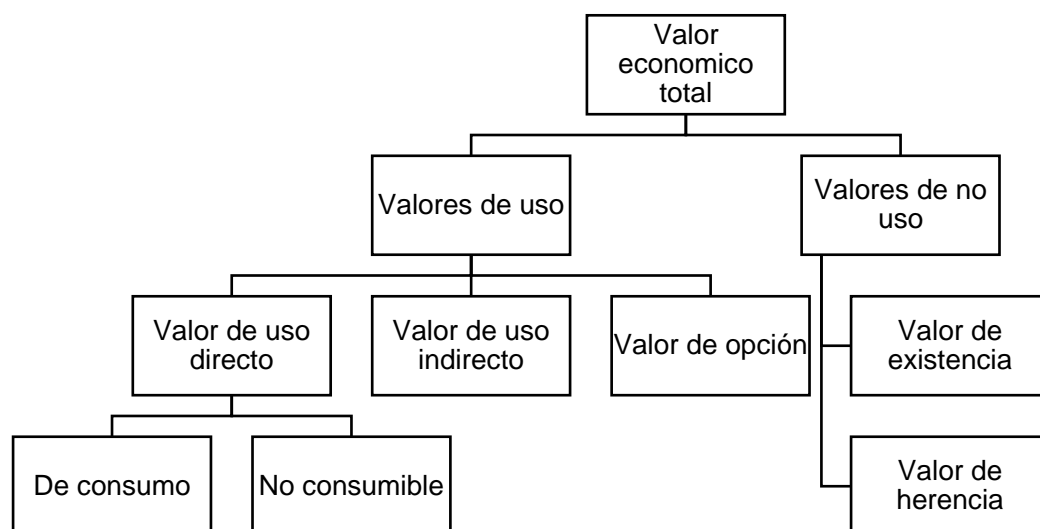 Valor
economico
total
Valores de uso
Valores de no
uso
Valor de uso
directo
Valor de uso
indirecto
Valor de opción
Valor de
existencia
De consumo
No consumible
Valor de
herencia